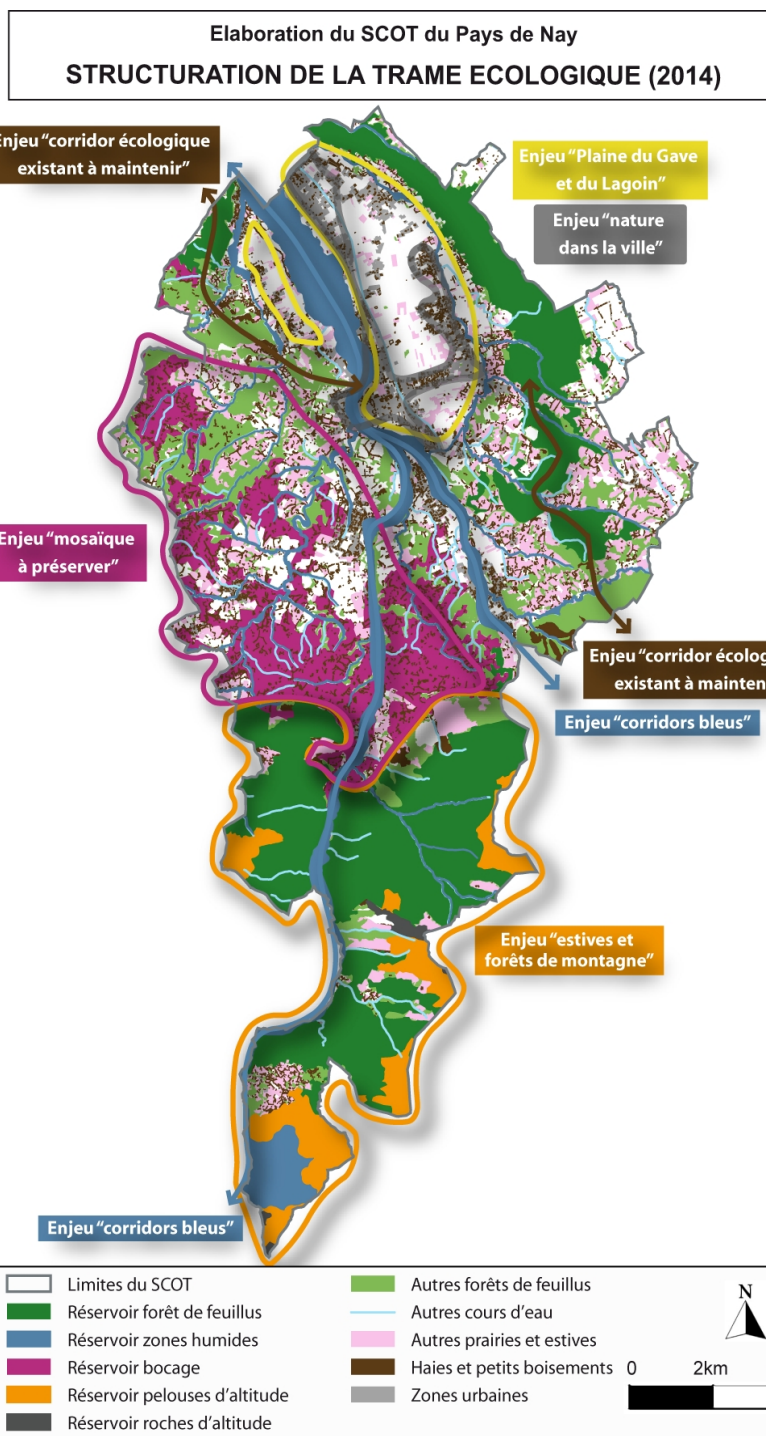 Elaboration du SCOT du Pays de Nay
STRUCTURATION DE LA TRAME ECOLOGIQUE (2014)
Enjeu “corridor écologique
existant à maintenir”
Enjeu “Plaine du Gave
et du Lagoin”
Enjeu “nature
dans la ville”
Enjeu “mosaïque
à préserver”
Enjeu “corridor écolog
existant à mainten
Enjeu “corridors bleus”
Enjeu “estives et
forêts de montagne”
Enjeu “corridors bleus”
Limites du SCOT
Réservoir forêt de feuillus
Réservoir zones humides
Réservoir bocage
Réservoir pelouses d’altitude
Réservoir roches d’altitude
Autres forêts de feuillus
Autres cours d’eau
Autres prairies et estives
Haies et petits boisements
Zones urbaines
N
0 2km